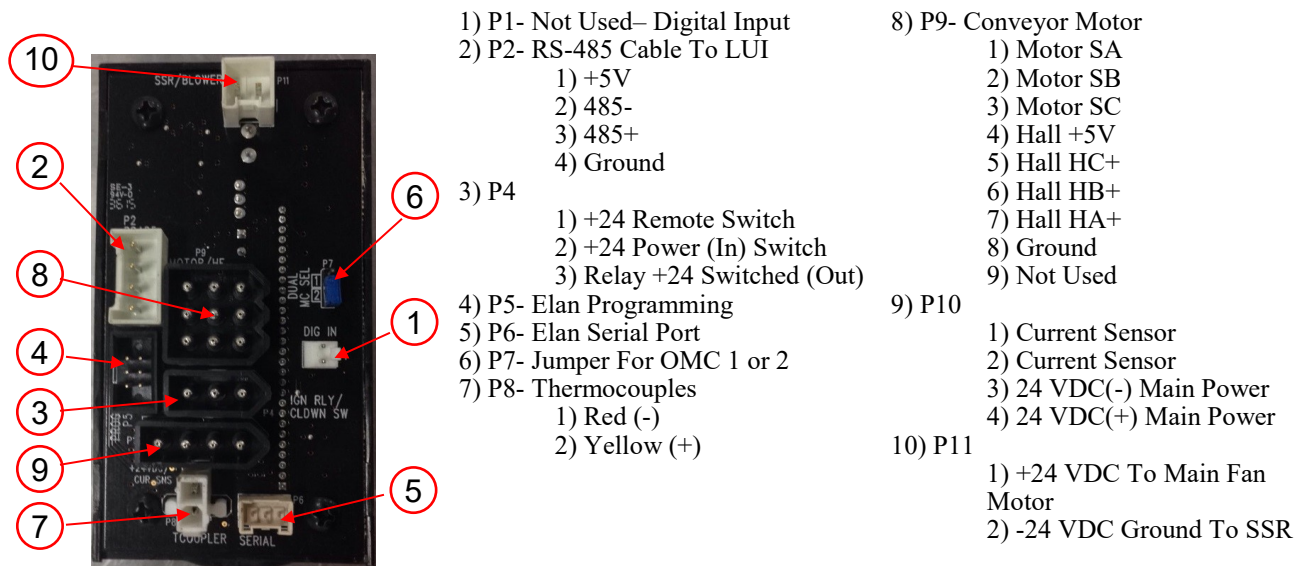 1) P1- Not Used– Digital Input
2) P2- RS-485 Cable To LUI
1) +5V
2) 485-
3) 485+
4) Ground
3) P4
1) +24 Remote Switch
2) +24 Power (In) Switch
3) Relay +24 Switched (Out)
4) P5- Elan Programming
5) P6- Elan Serial Port
6) P7- Jumper For OMC 1 or 2
7) P8- Thermocouples
1) Red (-)
2) Yellow (+)
8) P9- Conveyor Motor
1) Motor SA
2) Motor SB
3) Motor SC
4) Hall +5V
5) Hall HC+
6) Hall HB+
7) Hall HA+
8) Ground
9) Not Used
9) P10
1) Current Sensor
2) Current Sensor
3) 24 VDC(-) Main Power
4) 24 VDC(+) Main Power
10) P11
1) +24 VDC To Main Fan
Motor
2) -24 VDC Ground To SSR
10
SSR/BLOWER
P11
2
6
P2
P9
MOTOR/
P7
DUAL
MC SEL
1
2
8
1
DIG IN
4
3
IGN RLY/
CLDWN SW
P4
P5
9
CUR SNS
P6
5
7
P8
TCOUPLER
SERIAL